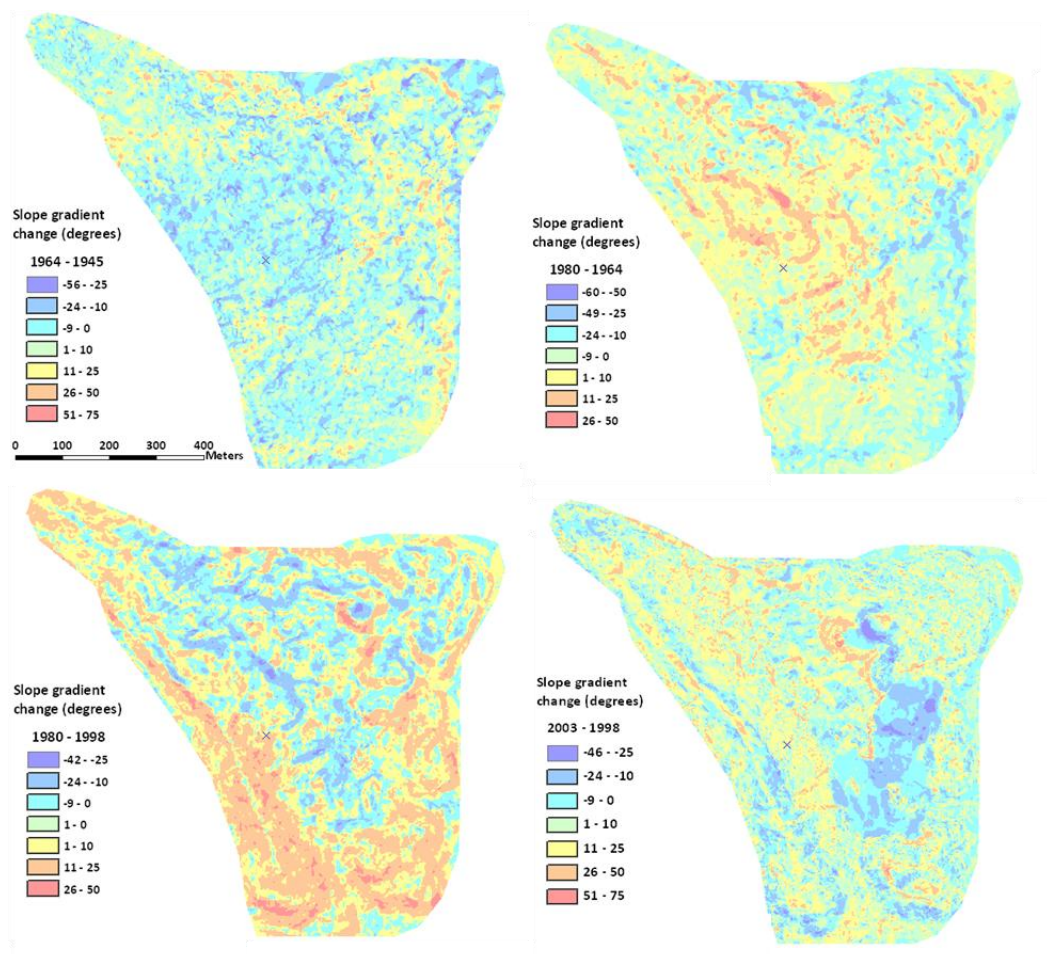 Slope gradient
change (degrees)
1964 - 1945
-56 - -25
-24 - -10
-9 - 0
1 - 10
11 - 25
26 - 50
51 - 75
0 100 200 300 400
Meters
Slope gradient
change (degrees)
1980 - 1964
-60 - -50
-49 - -25
-24 - -10
-9 - 0
1 - 10
11 - 25
26 - 50
Slope gradient
change (degrees)
1980 - 1998
-42 - -25
-24 - -10
-9 - 0
1 - 0
1 - 10
11 - 25
26 - 50
Slope gradient
change (degrees)
2003 - 1998
-46 - -25
-24 - -10
-9 - 0
1 - 10
11 - 25
26 - 50
51 - 75